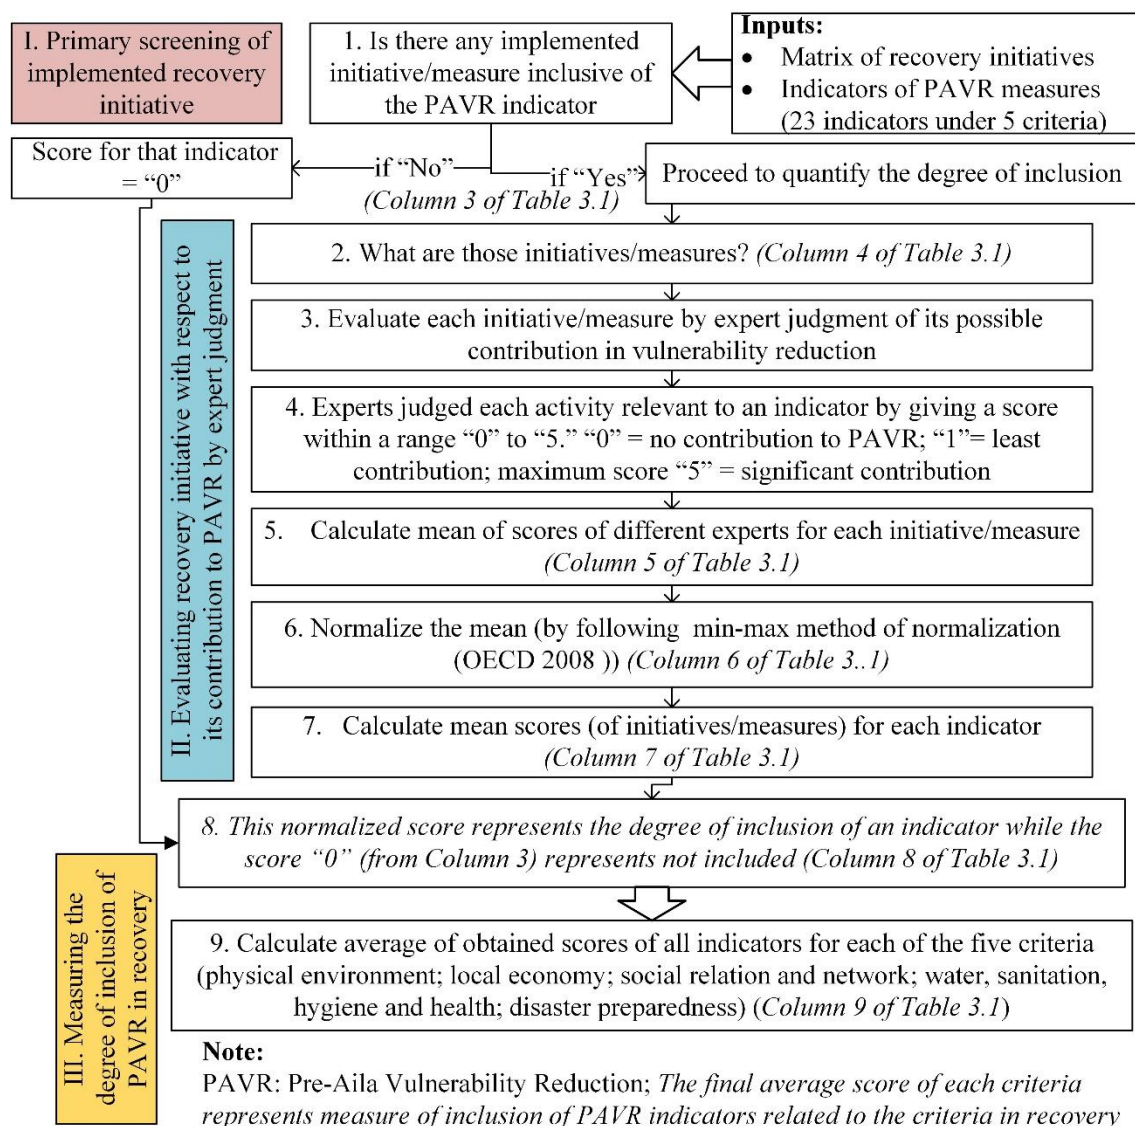 I. Primary screening of
implemented recovery
initiative
1. Is there any implemented
initiative/measure inclusive of
the PAVR indicator
Inputs:
• Matrix of recovery initiatives
• Indicators of PAVR measures
(23 indicators under 5 criteria)
Score for that indicator
= “0”
if “No”
if “Yes”
(Column 3 of Table 3.1)
Proceed to quantify the degree of inclusion
II. Evaluating recovery initiative with respect to
its contribution to PAVR by expert judgment
2. What are those initiatives/measures? (Column 4 of Table 3.1)
3. Evaluate each initiative/measure by expert judgment of its possible
contribution in vulnerability reduction
4. Experts judged each activity relevant to an indicator by giving a score
within a range “0” to “5.” “0” = no contribution to PAVR; “1”= least
contribution; maximum score “5” = significant contribution
5. Calculate mean of scores of different experts for each initiative/measure
(Column 5 of Table 3.1)
6. Normalize the mean (by following min-max method of normalization
(OECD 2008 )) (Column 6 of Table 3..1)
7. Calculate mean scores (of initiatives/measures) for each indicator
(Column 7 of Table 3.1)
8. This normalized score represents the degree of inclusion of an indicator while the
score “0” (from Column 3) represents not included (Column 8 of Table 3.1)
III. Measuring the
degree of inclusion of
PAVR in recovery
9. Calculate average of obtained scores of all indicators for each of the five criteria
(physical environment; local economy; social relation and network; water, sanitation,
hygiene and health; disaster preparedness) (Column 9 of Table 3.1)
Note:
PAVR: Pre-Aila Vulnerability Reduction; The final average score of each criteria
represents measure of inclusion of PAVR indicators related to the criteria in recovery